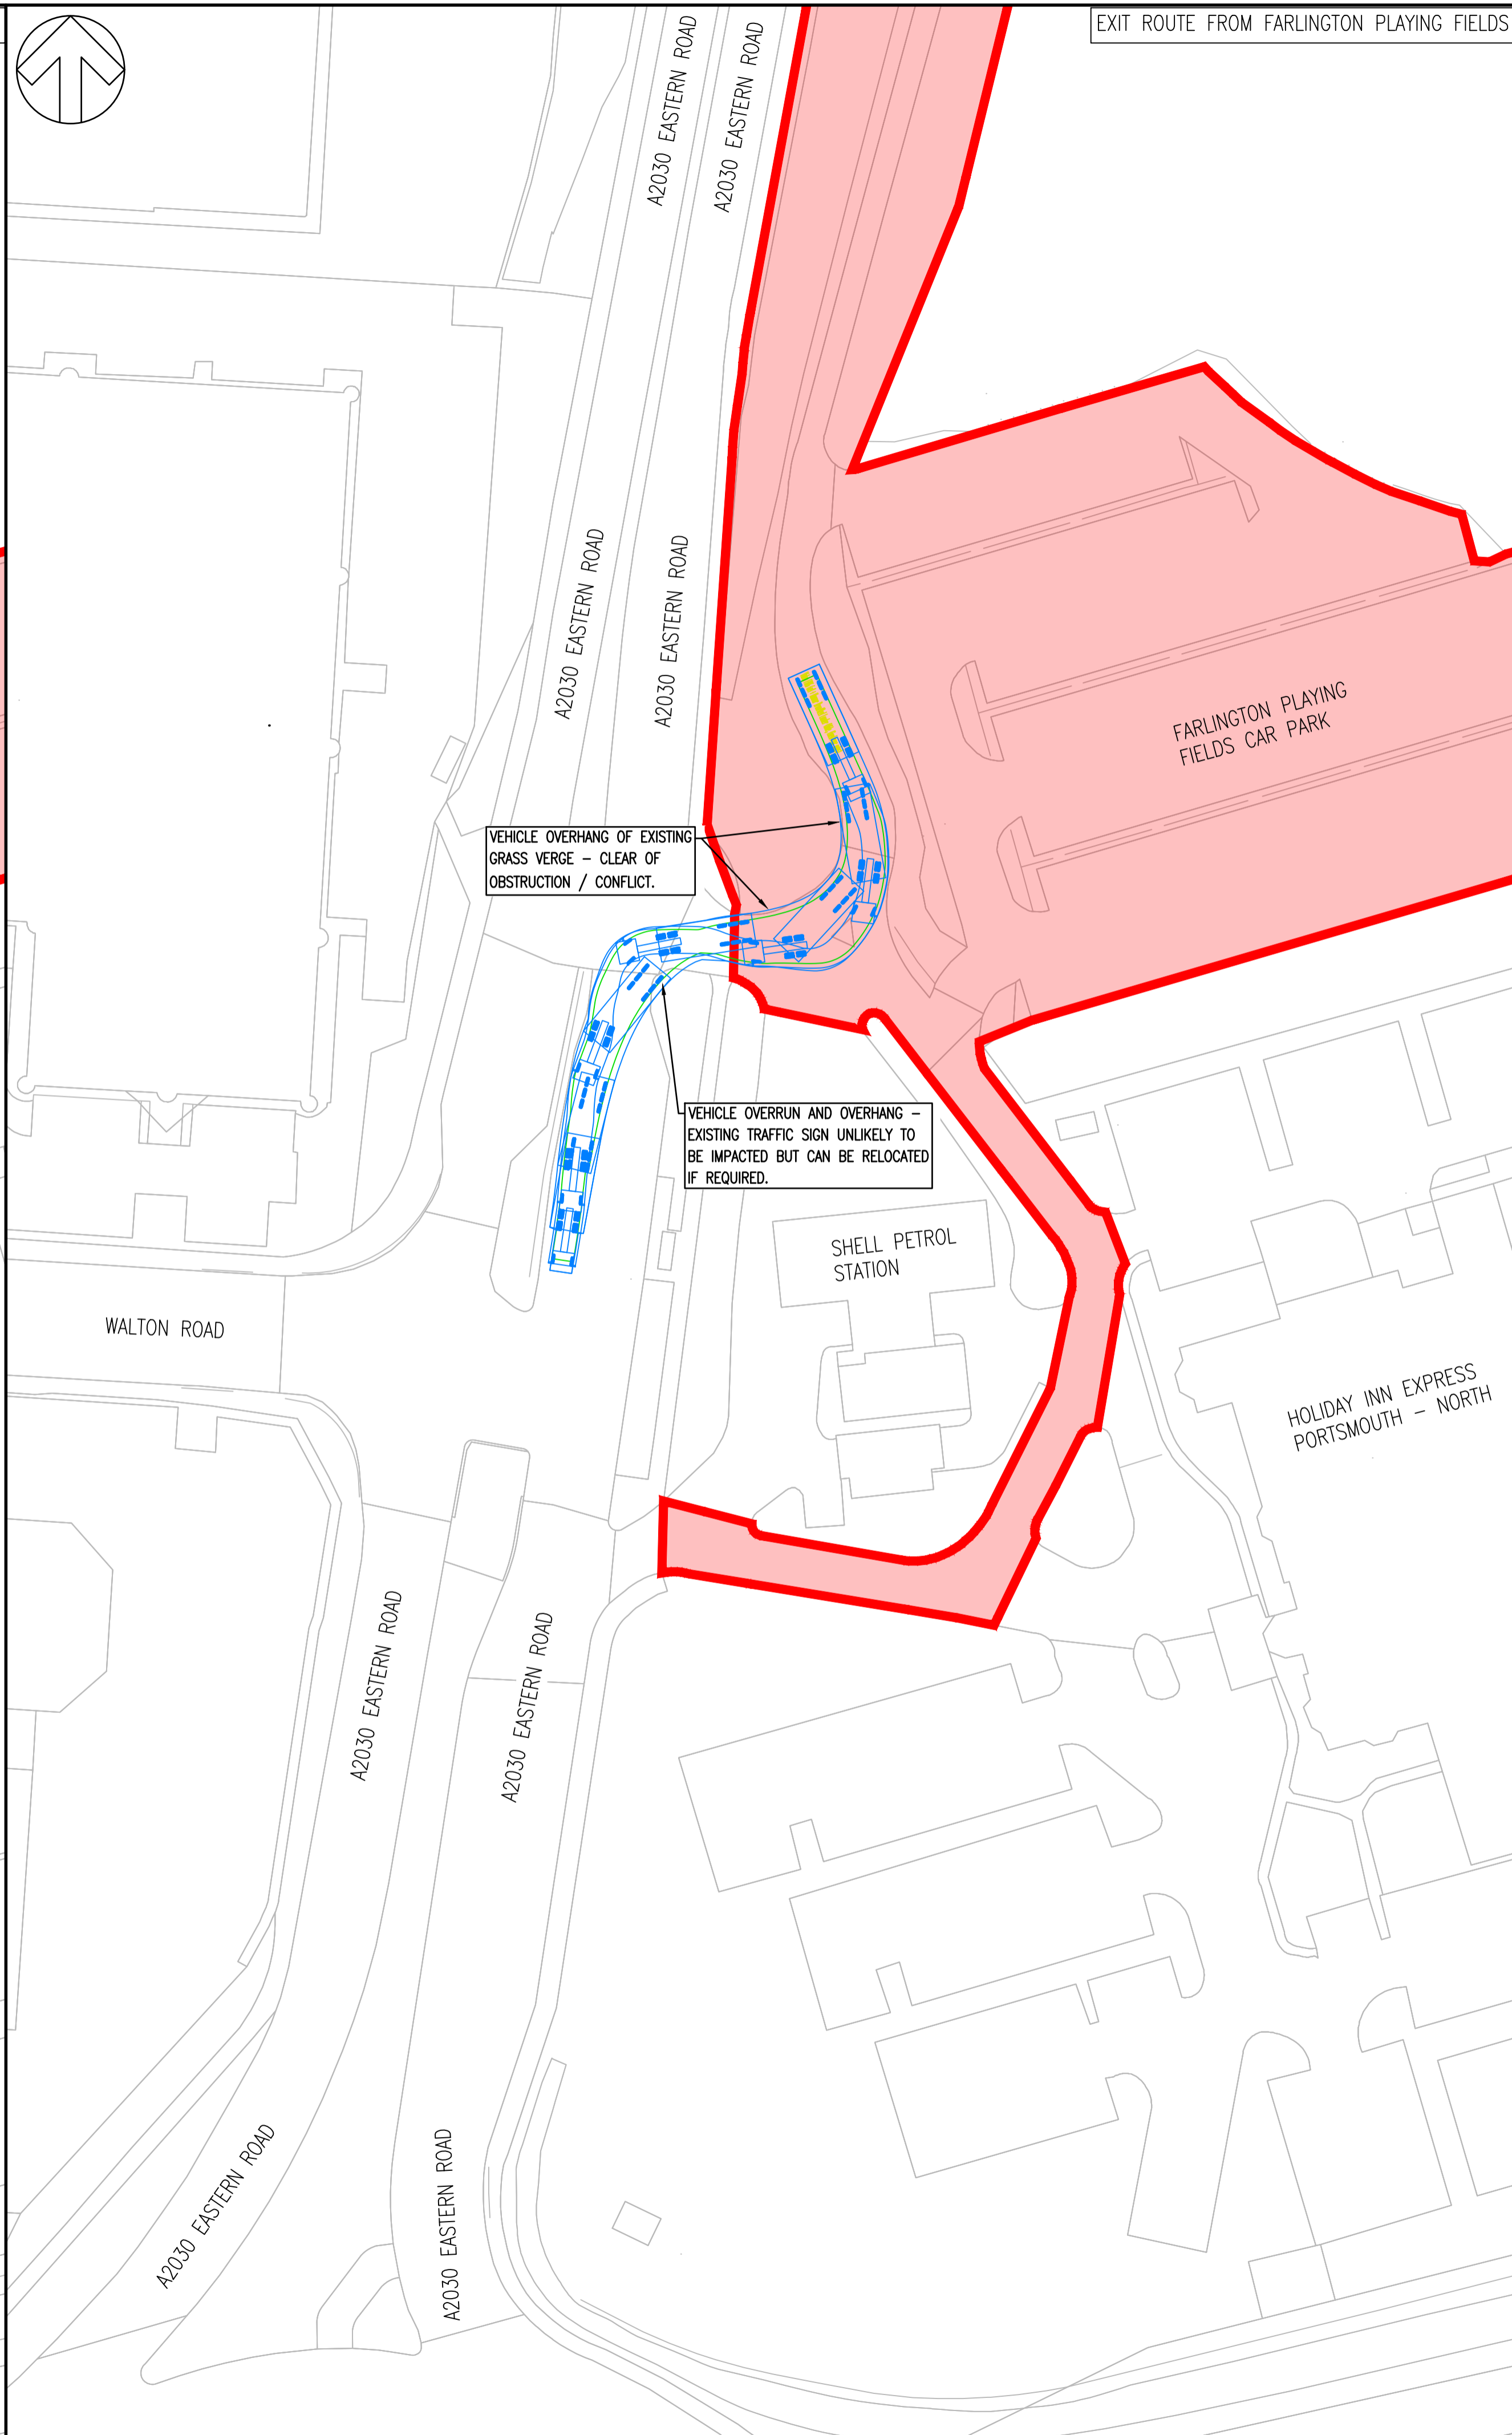 EXIT ROUTE FROM FARLINGTON PLAYING FIELDS
A2030 EASTERN ROAD
A2030 EASTERN ROAD
A2030 EASTERN ROAD
A2030 EASTERN ROAD
FARLINGTON PLAYING
FIELDS CAR PARK
VEHICLE OVERHANG OF EXISTING
GRASS VERGE – CLEAR OF
OBSTRUCTION / CONFLICT.
VEHICLE OVERRUN AND OVERHANG –
EXISTING TRAFFIC SIGN UNLIKELY TO
BE IMPACTED BUT CAN BE RELOCATED
IF REQUIRED.
SHELL PETROL
STATION
WALTON ROAD
HOLIDAY INN EXPRESS
PORTSMOUTH – NORTH
A2030 EASTERN ROAD
A2030 EASTERN ROAD
A2030 EASTERN ROAD
A2030 EASTERN ROAD